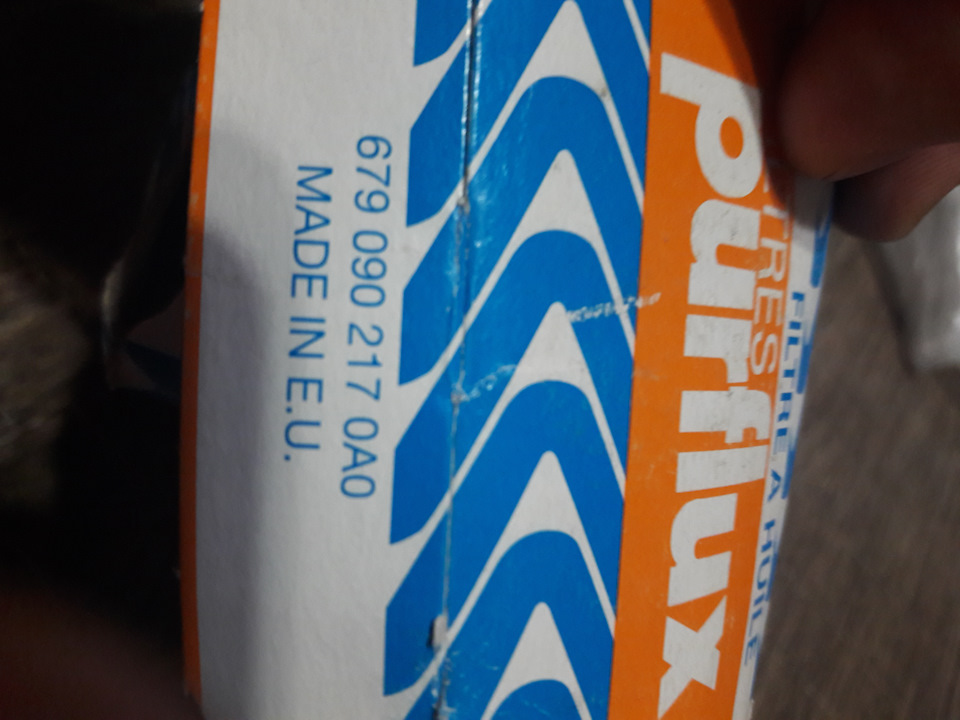 purflux
FILTRE A HUILE
679 090 217 0A0
MADE IN E.U.